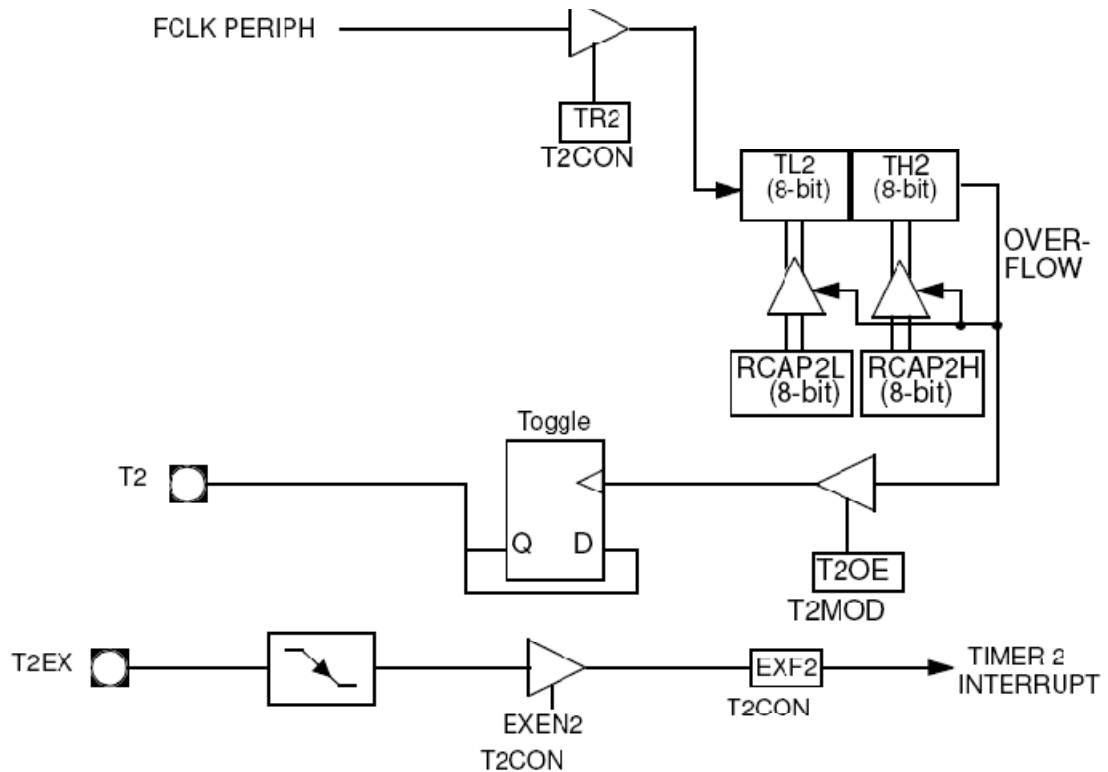 FCLK PERIPH
TR2
T2CON
TL2
(8-bit)
TH2
(8-bit)
OVER-
FLOW
RCAP2L
(8-bit)
RCAP2H
(8-bit)
Toggle
T2
Q
D
T2OE
T2MOD
T2EX
EXEN2
T2CON
EXF2
T2CON
TIMER 2
INTERRUPT